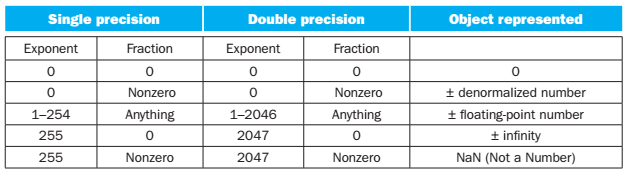 Single precision Double precision Object represented
Exponent Fraction Exponent Fraction
0 0 0 0 0
0 Nonzero 0 Nonzero ± denormalized number
1–254 Anything 1–2046 Anything ± floating-point number
255 0 2047 0 ± infinity
255 Nonzero 2047 Nonzero NaN (Not a Number)